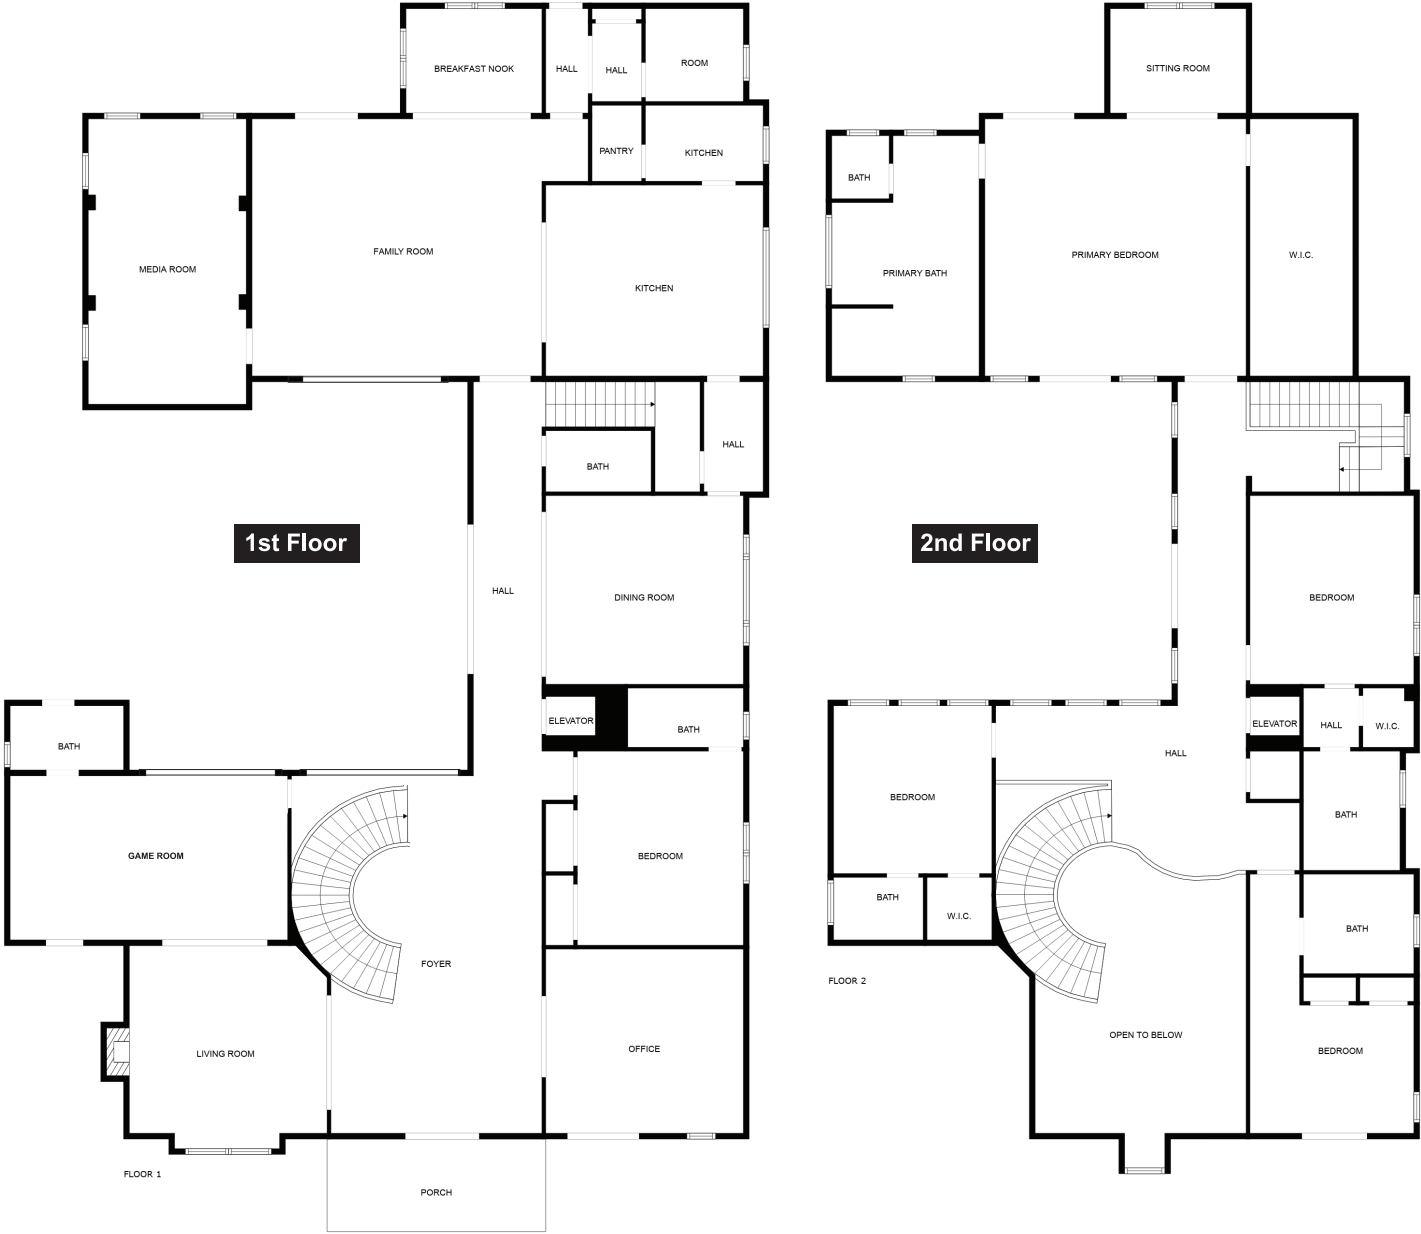 BREAKFAST NOOK
HALL
HALL
ROOM
PANTRY
KITCHEN
FAMILY ROOM
MEDIA ROOM
KITCHEN
HALL
BATH
1st Floor
HALL
DINING ROOM
ELEVATOR
BATH
BATH
GAME ROOM
BEDROOM
FOYER
LIVING ROOM
OFFICE
FLOOR 1
PORCH
SITTING ROOM
BATH
PRIMARY BEDROOM
W.I.C.
PRIMARY BATH
2nd Floor
BEDROOM
ELEVATOR
HALL
W.I.C.
HALL
BEDROOM
BATH
BATH
W.I.C.
BATH
FLOOR 2
OPEN TO BELOW
BEDROOM